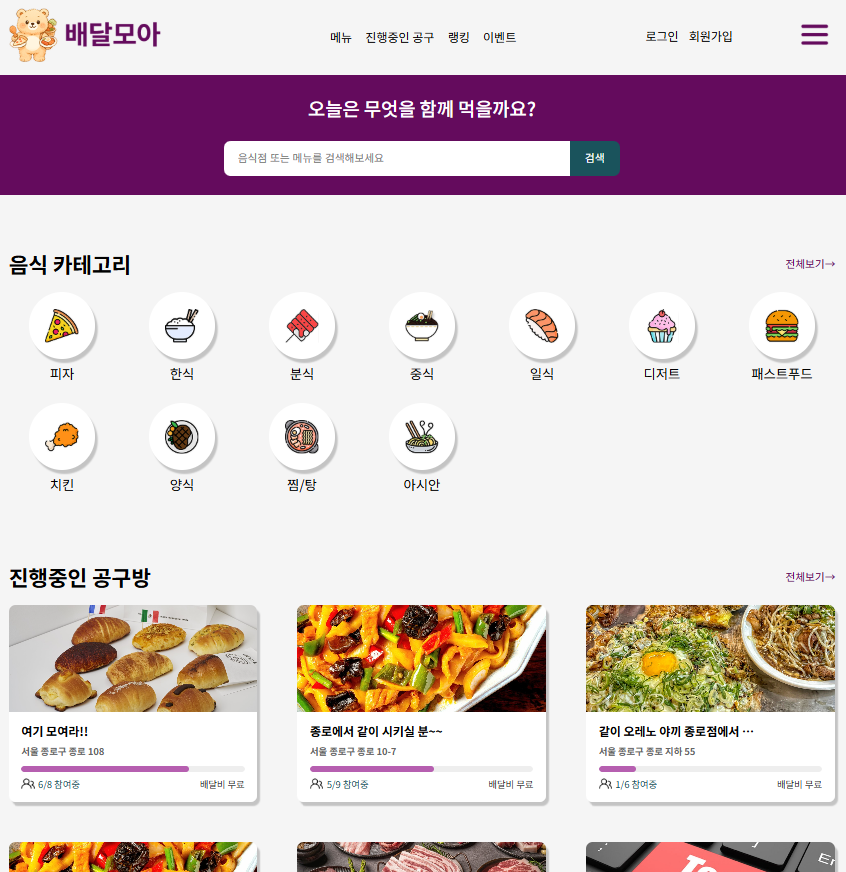 배달모아
메뉴 진행중인 공구 랭킹 이벤트
로그인 회원가입
오늘은 무엇을 함께 먹을까요?
음식점 또는 메뉴를 검색해보세요
검색
음식 카테고리
전체보기→
피자 한식 분식 중식 일식 디저트 패스트푸드
치킨 양식 찜/탕 아시안
진행중인 공구방
전체보기→
여기 모여라!!
서울 종로구 종로 108
6/8 참여중
배달비 무료
종로에서 같이 시키실 분~~
서울 종로구 종로 10-7
5/9 참여중
배달비 무료
같이 오레노 야끼 종로점에서 ···
서울 종로구 종로 지하 55
1/6 참여중
배달비 무료